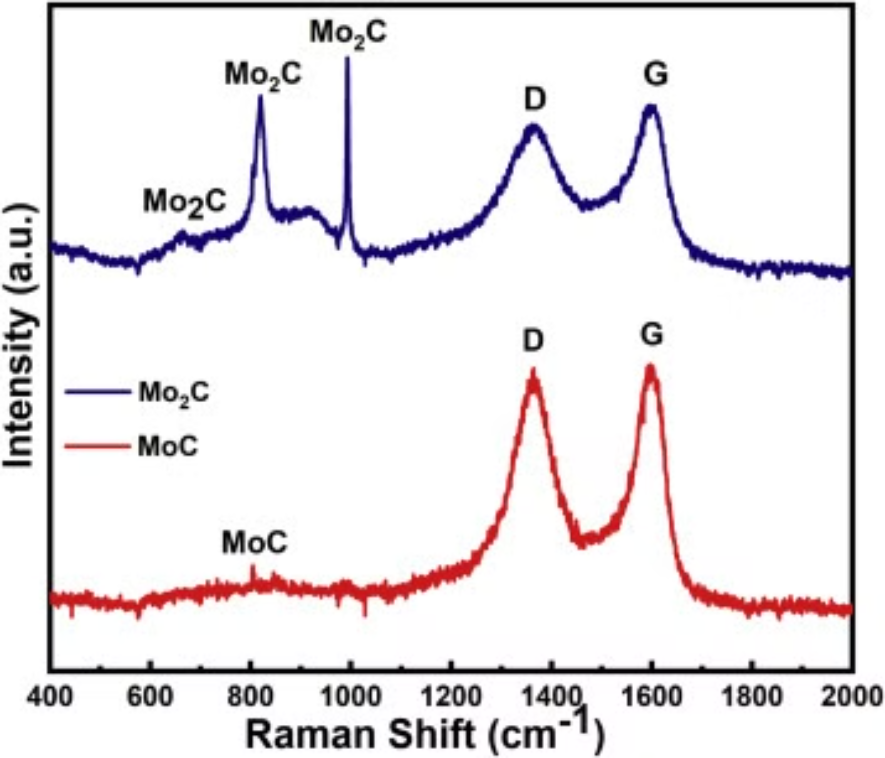 Mo₂C
Mo₂C
Mo2C
D
G
D
G
Mo₂C
MoC
MoC
Intensity (a.u.)
400 600 800 1000 1200 1400 1600 1800 2000
Raman Shift (cm⁻¹)